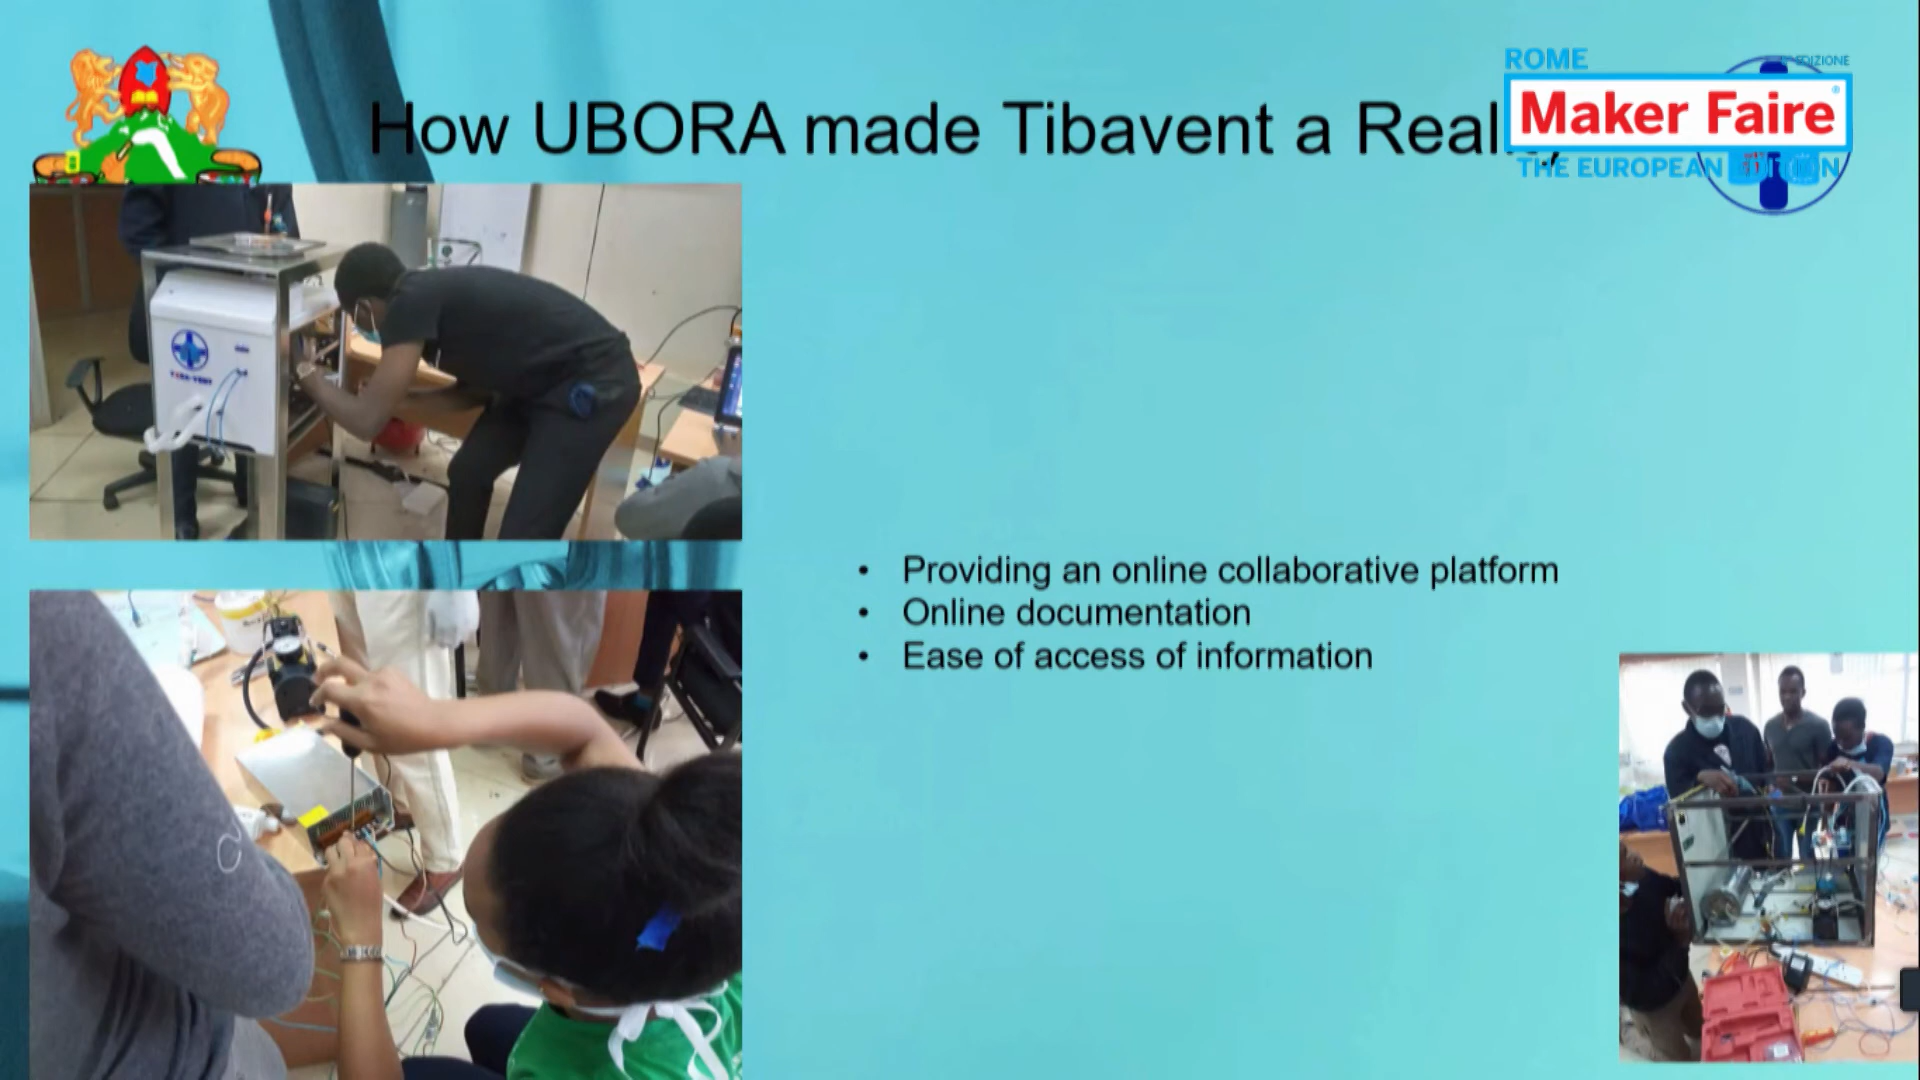 ROME
EDIZIONE
How UBORA made Tibavent a Real
Maker Faire
THE EUROPEAN
• Providing an online collaborative platform
• Online documentation
• Ease of access of information